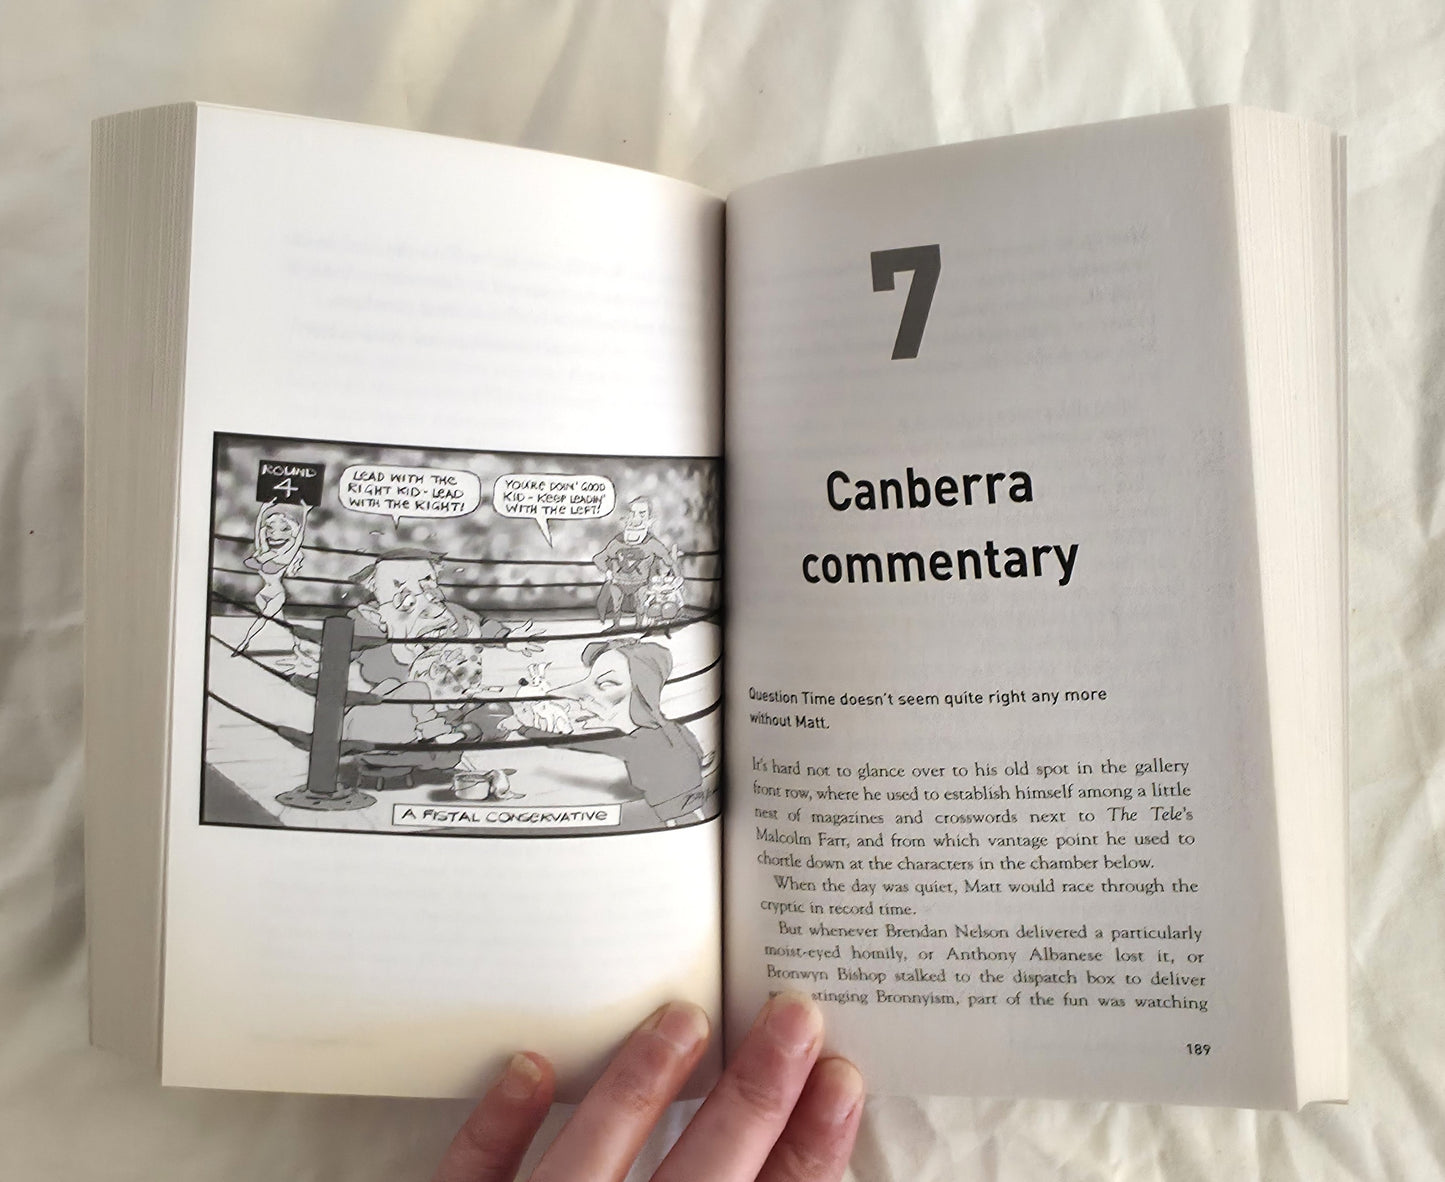 ROUND
4
LEAD WITH THE
RIGHT KID - LEAD
WITH THE RIGHT!
YOU'RE DOIN' GOOD
KID - KEEP LEADIN'
WITH THE LEFT!
A FISTAL CONSERVATIVE
7
Canberra
commentary
Question Time doesn't seem quite right any more
without Matt.
It's hard not to glance over to his old spot in the gallery
front row, where he used to establish himself among a little
nest of magazines and crosswords next to The Tele's
Malcolm Farr, and from which vantage point he used to
chortle down at the characters in the chamber below.
When the day was quiet, Matt would race through the
cryptic in record time.
But whenever Brendan Nelson delivered a particularly
moist-eyed homily, or Anthony Albanese lost it, or
Bronwyn Bishop stalked to the dispatch box to deliver
stinging Bronnyism, part of the fun was watching
189